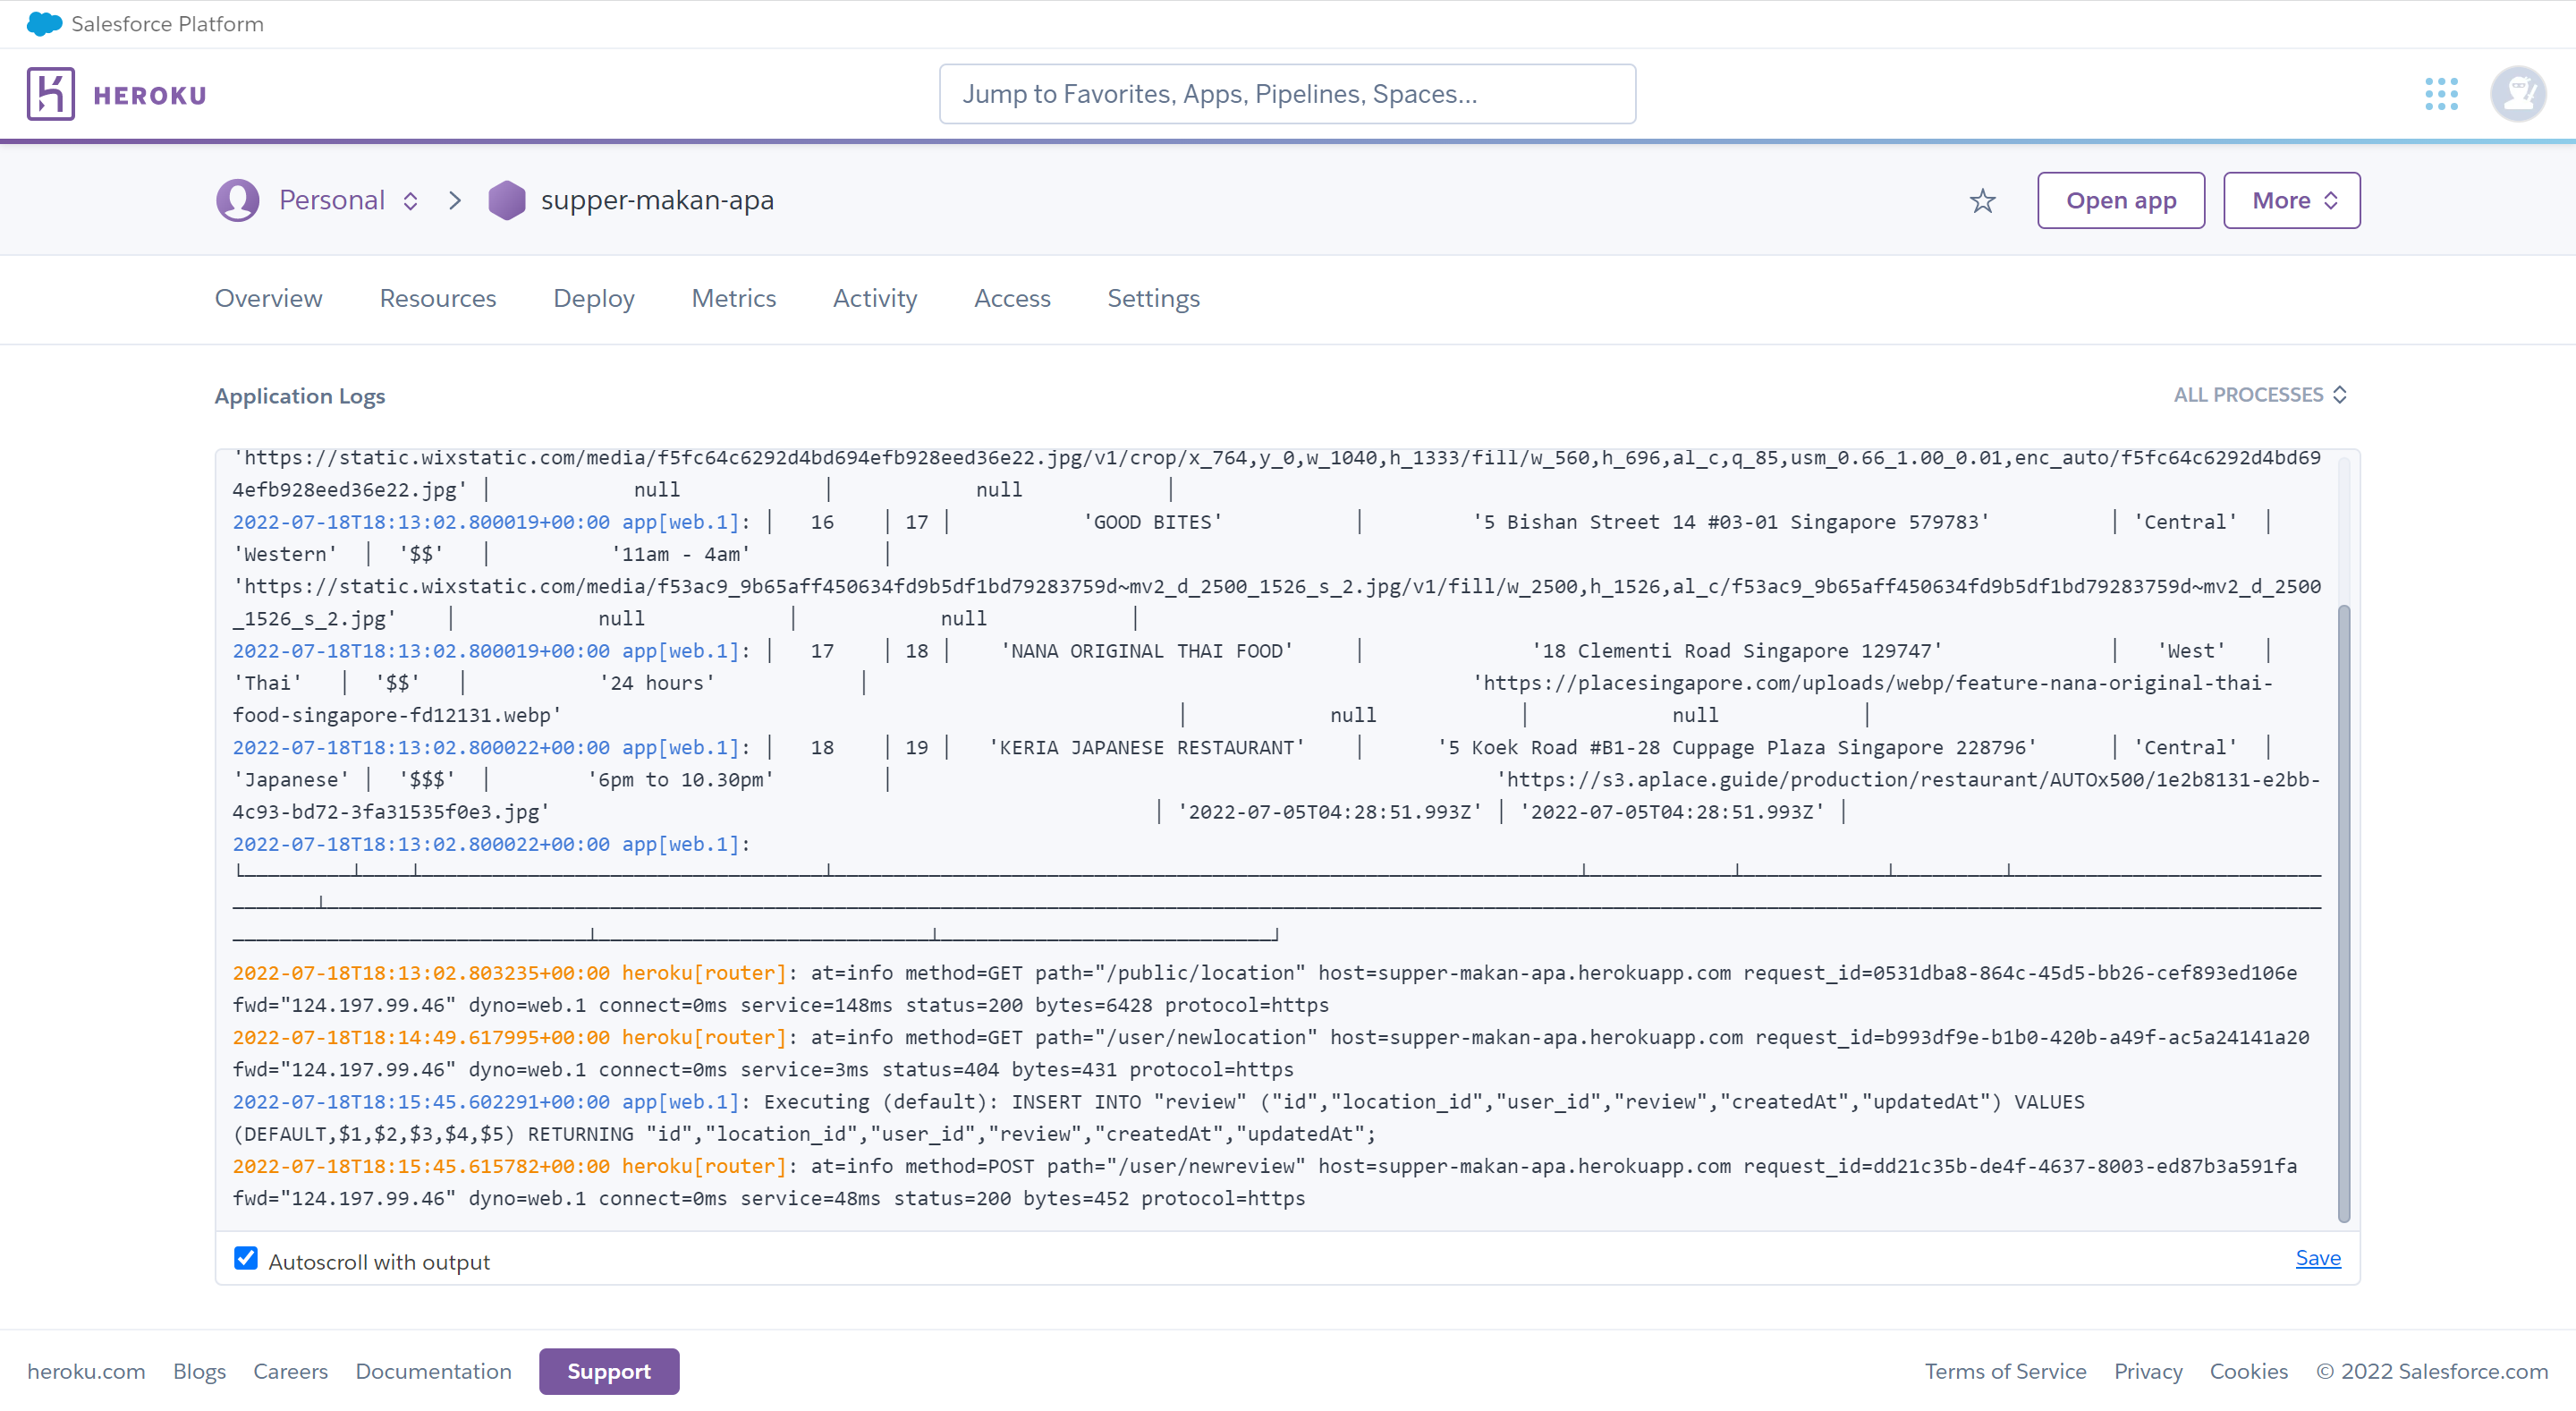 Salesforce Platform
HEROKU
Jump to Favorites, Apps, Pipelines, Spaces...
Personal
supper-makan-apa
Open app
More
Overview Resources Deploy Metrics Activity Access Settings
Application Logs
ALL PROCESSES
'https://static.wixstatic.com/media/f5fc64c6292d4bd694efb928eed36e22.jpg/v1/crop/x_764,y_0,w_1040,h_1333/fill/w_560,h_696,al_c,q_85,usm_0.66_1.00_0.01,enc_auto/f5fc64c6292d4bd69
4efb928eed36e22.jpg' │ null │ null │
2022-07-18T18:13:02.800019+00:00 app[web.1]: │ 16 │ 17 │ 'GOOD BITES' │ '5 Bishan Street 14 #03-01 Singapore 579783' │ 'Central' │
'Western' │ '$$' │ '11am - 4am' │
'https://static.wixstatic.com/media/f53ac9_9b65aff450634fd9b5df1bd79283759d~mv2_d_2500_1526_s_2.jpg/v1/fill/w_2500,h_1526,al_c/f53ac9_9b65aff450634fd9b5df1bd79283759d~mv2_d_2500
_1526_s_2.jpg' │ null │ null │
2022-07-18T18:13:02.800019+00:00 app[web.1]: │ 17 │ 18 │ 'NANA ORIGINAL THAI FOOD' │ '18 Clementi Road Singapore 129747' │ 'West' │
'Thai' │ '$$' │ '24 hours' │ 'https://placesingapore.com/uploads/webp/feature-nana-original-thai-
food-singapore-fd12131.webp' │ null │ null │
2022-07-18T18:13:02.800022+00:00 app[web.1]: │ 18 │ 19 │ 'KERIA JAPANESE RESTAURANT' │ '5 Koek Road #B1-28 Cuppage Plaza Singapore 228796' │ 'Central' │
'Japanese' │ '$$$' │ '6pm to 10.30pm' │ 'https://s3.aplace.guide/production/restaurant/AUTOx500/1e2b8131-e2bb-
4c93-bd72-3fa31535f0e3.jpg' │ '2022-07-05T04:28:51.993Z' │ '2022-07-05T04:28:51.993Z' │
2022-07-18T18:13:02.800022+00:00 app[web.1]:
2022-07-18T18:13:02.803235+00:00 heroku[router]: at=info method=GET path="/public/location" host=supper-makan-apa.herokuapp.com request_id=0531dba8-864c-45d5-bb26-cef893ed106e
fwd="124.197.99.46" dyno=web.1 connect=0ms service=148ms status=200 bytes=6428 protocol=https
2022-07-18T18:14:49.617995+00:00 heroku[router]: at=info method=GET path="/user/newlocation" host=supper-makan-apa.herokuapp.com request_id=b993df9e-b1b0-420b-a49f-ac5a24141a20
fwd="124.197.99.46" dyno=web.1 connect=0ms service=3ms status=404 bytes=431 protocol=https
2022-07-18T18:15:45.602291+00:00 app[web.1]: Executing (default): INSERT INTO "review" ("id","location_id","user_id","review","createdAt","updatedAt") VALUES
(DEFAULT,$1,$2,$3,$4,$5) RETURNING "id","location_id","user_id","review","createdAt","updatedAt";
2022-07-18T18:15:45.615782+00:00 heroku[router]: at=info method=POST path="/user/newreview" host=supper-makan-apa.herokuapp.com request_id=dd21c35b-de4f-4637-8003-ed87b3a591fa
fwd="124.197.99.46" dyno=web.1 connect=0ms service=48ms status=200 bytes=452 protocol=https
Autoscroll with output
Save
heroku.com Blogs Careers Documentation Support Terms of Service Privacy Cookies © 2022 Salesforce.com